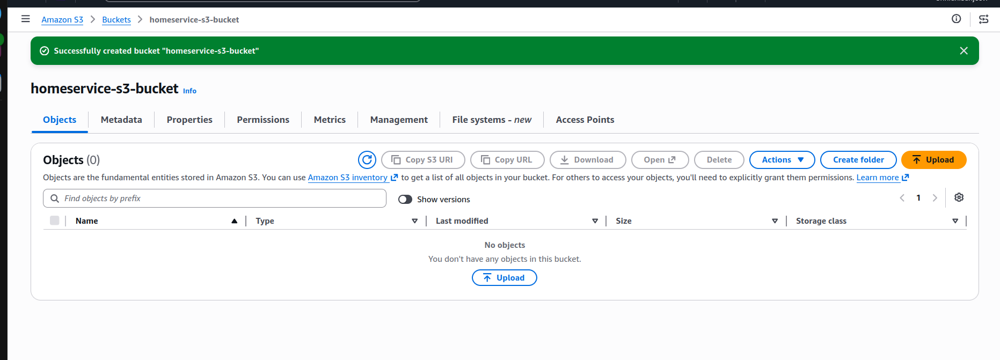 Amazon S3 > Buckets > homeservice-s3-bucket
Successfully created bucket "homeservice-s3-bucket"
homeservice-s3-bucket Info
Objects Metadata Properties Permissions Metrics Management File systems - new Access Points
Objects (0) Copy S3 URI Copy URL Download Open Delete Actions Create folder Upload
Objects are the fundamental entities stored in Amazon S3. You can use Amazon S3 inventory to get a list of all objects in your bucket. For others to access your objects, you'll need to explicitly grant them permissions. Learn more
Find objects by prefix Show versions 1
Name Type Last modified Size Storage class
No objects
You don't have any objects in this bucket.
Upload